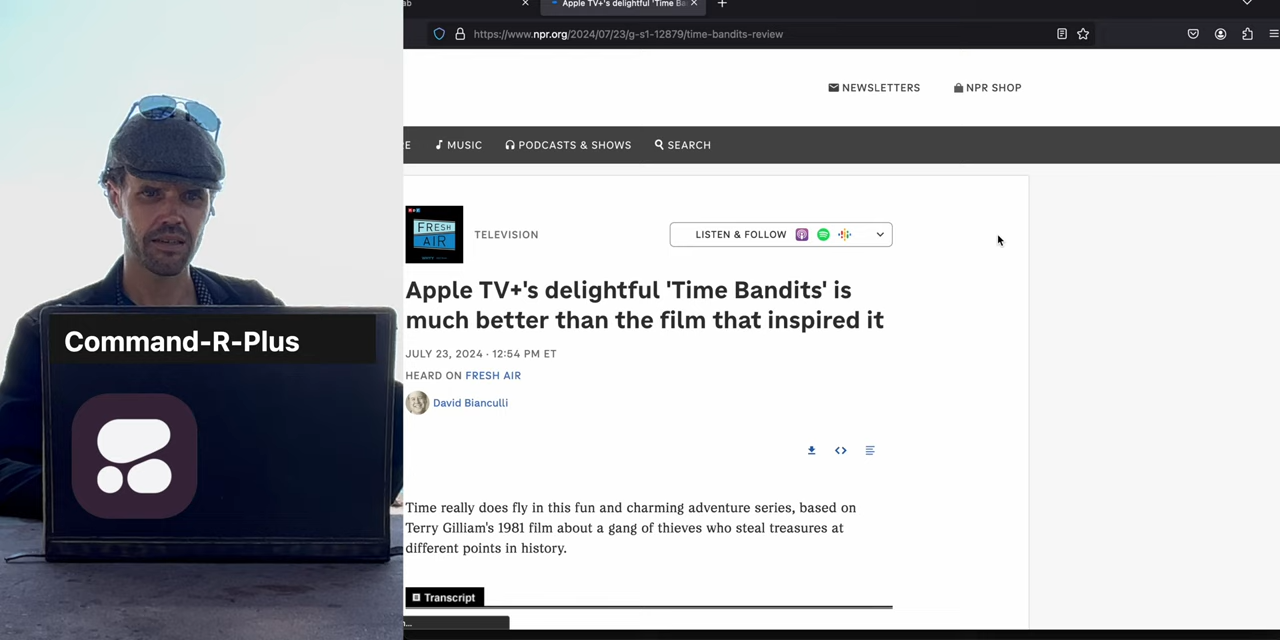 ab
Apple TV+'s delightful 'Time Ba
https://www.npr.org/2024/07/23/g-s1-12879/time-bandits-review
NEWSLETTERS
NPR SHOP
RE
MUSIC
PODCASTS & SHOWS
SEARCH
FRESH AIR
TELEVISION
LISTEN & FOLLOW
Apple TV+'s delightful 'Time Bandits' is
much better than the film that inspired it
JULY 23, 2024 · 12:54 PM ET
HEARD ON FRESH AIR
David Bianculli
Time really does fly in this fun and charming adventure series, based on
Terry Gilliam's 1981 film about a gang of thieves who steal treasures at
different points in history.
Transcript
Command-R-Plus